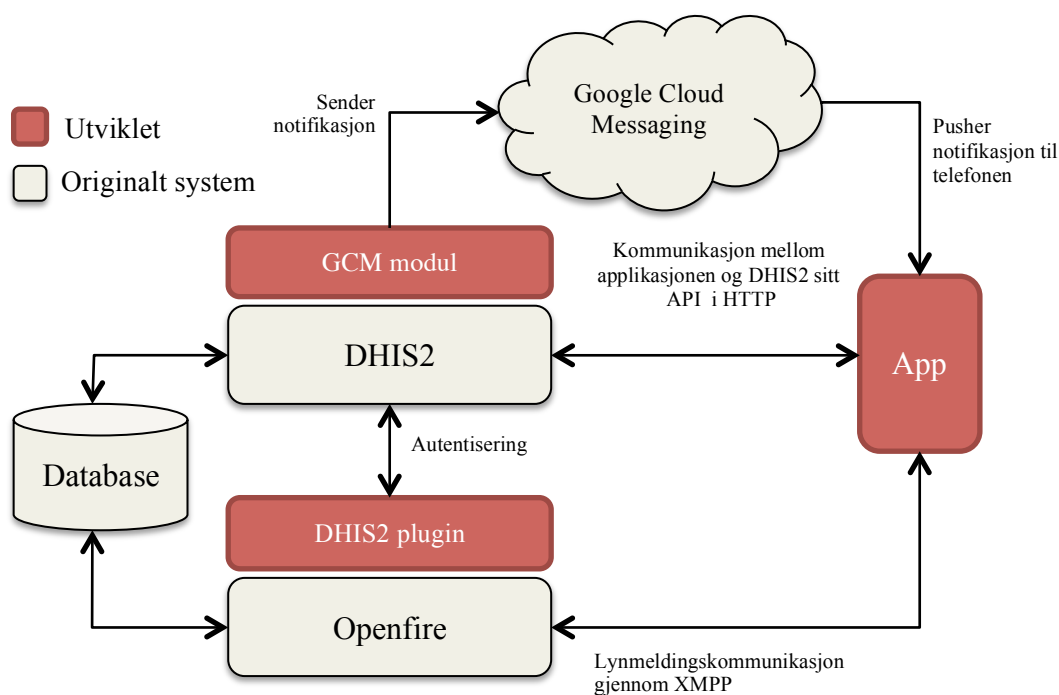 Google Cloud
Messaging
Sender
notifikasjon
Utviklet
Originalt system
Pusher
notifikasjon til
telefonen
GCM modul
Kommunikasjon mellom
applikasjonen og DHIS2 sitt
API i HTTP
DHIS2
App
Autentisering
Database
DHIS2 plugin
Openfire
Lynmeldingskommunikasjon
gjennom XMPP